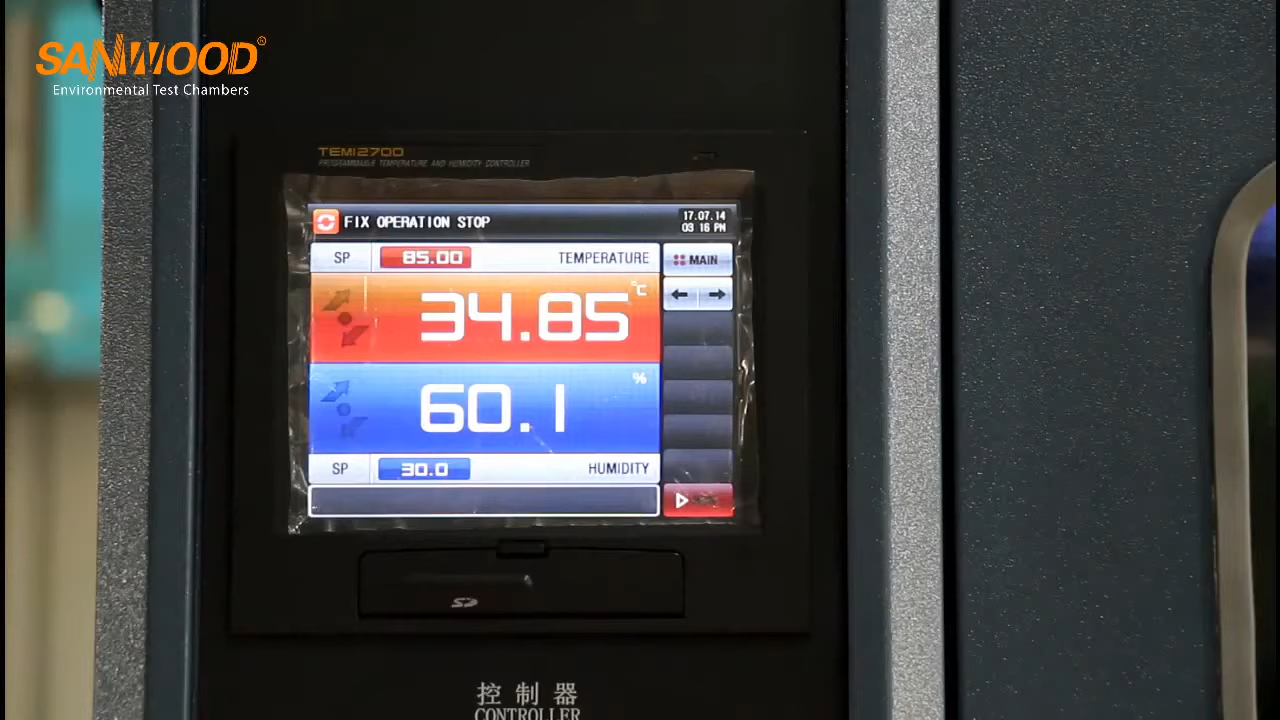 SANWOOD®
Environmental Test Chambers
TEMI2700
PROGRAMMABLE TEMPERATURE AND HUMIDITY CONTROLLER
FIX OPERATION STOP
17.07.14
03 16 PM
SP 85.00 TEMPERATURE
MAIN
34.85 °C
60.1 %
SP 30.0 HUMIDITY
SD
控制器
CONTROLLER